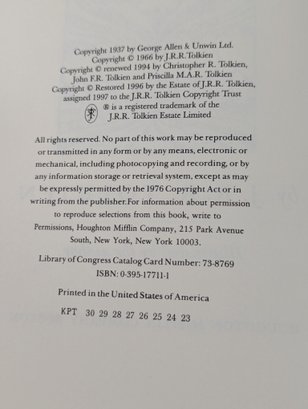 Copyright 1937 by George Allen & Unwin Ltd.
Copyright © 1966 by J.R.R.Tolkien
Copyright © renewed 1994 by Christopher R. Tolkien,
John F.R. Tolkien and Priscilla M.A.R. Tolkien
Copyright © Restored 1996 by the Estate of J.R.R. Tolkien,
assigned 1997 to the J.R.R. Tolkien Copyright Trust
® is a registered trademark of the
J.R.R. Tolkien Estate Limited
All rights reserved. No part of this work may be reproduced
or transmitted in any form or by any means, electronic or
mechanical, including photocopying and recording, or by
any information storage or retrieval system, except as may
be expressly permitted by the 1976 Copyright Act or in
writing from the publisher.For information about permission
to reproduce selections from this book, write to
Permissions, Houghton Mifflin Company, 215 Park Avenue
South, New York, New York 10003.
Library of Congress Catalog Card Number: 73-8769
ISBN: 0-395-17711-1
Printed in the United States of America
KPT 30 29 28 27 26 25 24 23